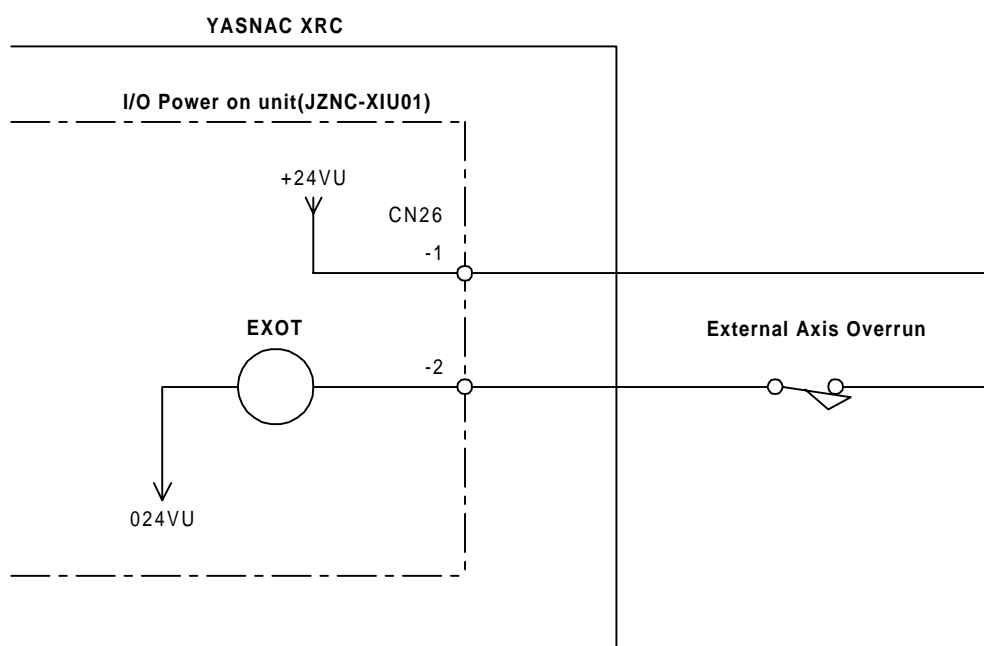 YASNAC XRC
I/O Power on unit(JZNC-XIU01)
+24VU
CN26
-1
EXOT
External Axis Overrun
-2
024VU